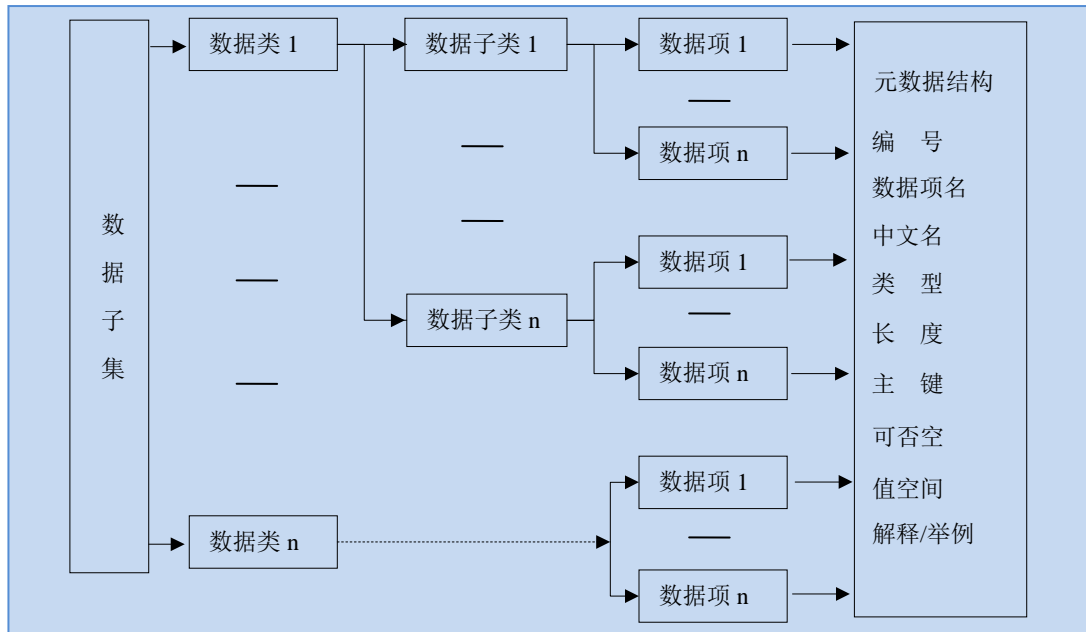 数据子集
数据类 1
数据子类 1
数据项 1
数据项 n
数据子类 n
数据项 1
数据项 n
数据类 n
数据项 1
数据项 n
元数据结构
编 号
数据项名
中文名
类 型
长 度
主 键
可否空
值空间
解释/举例